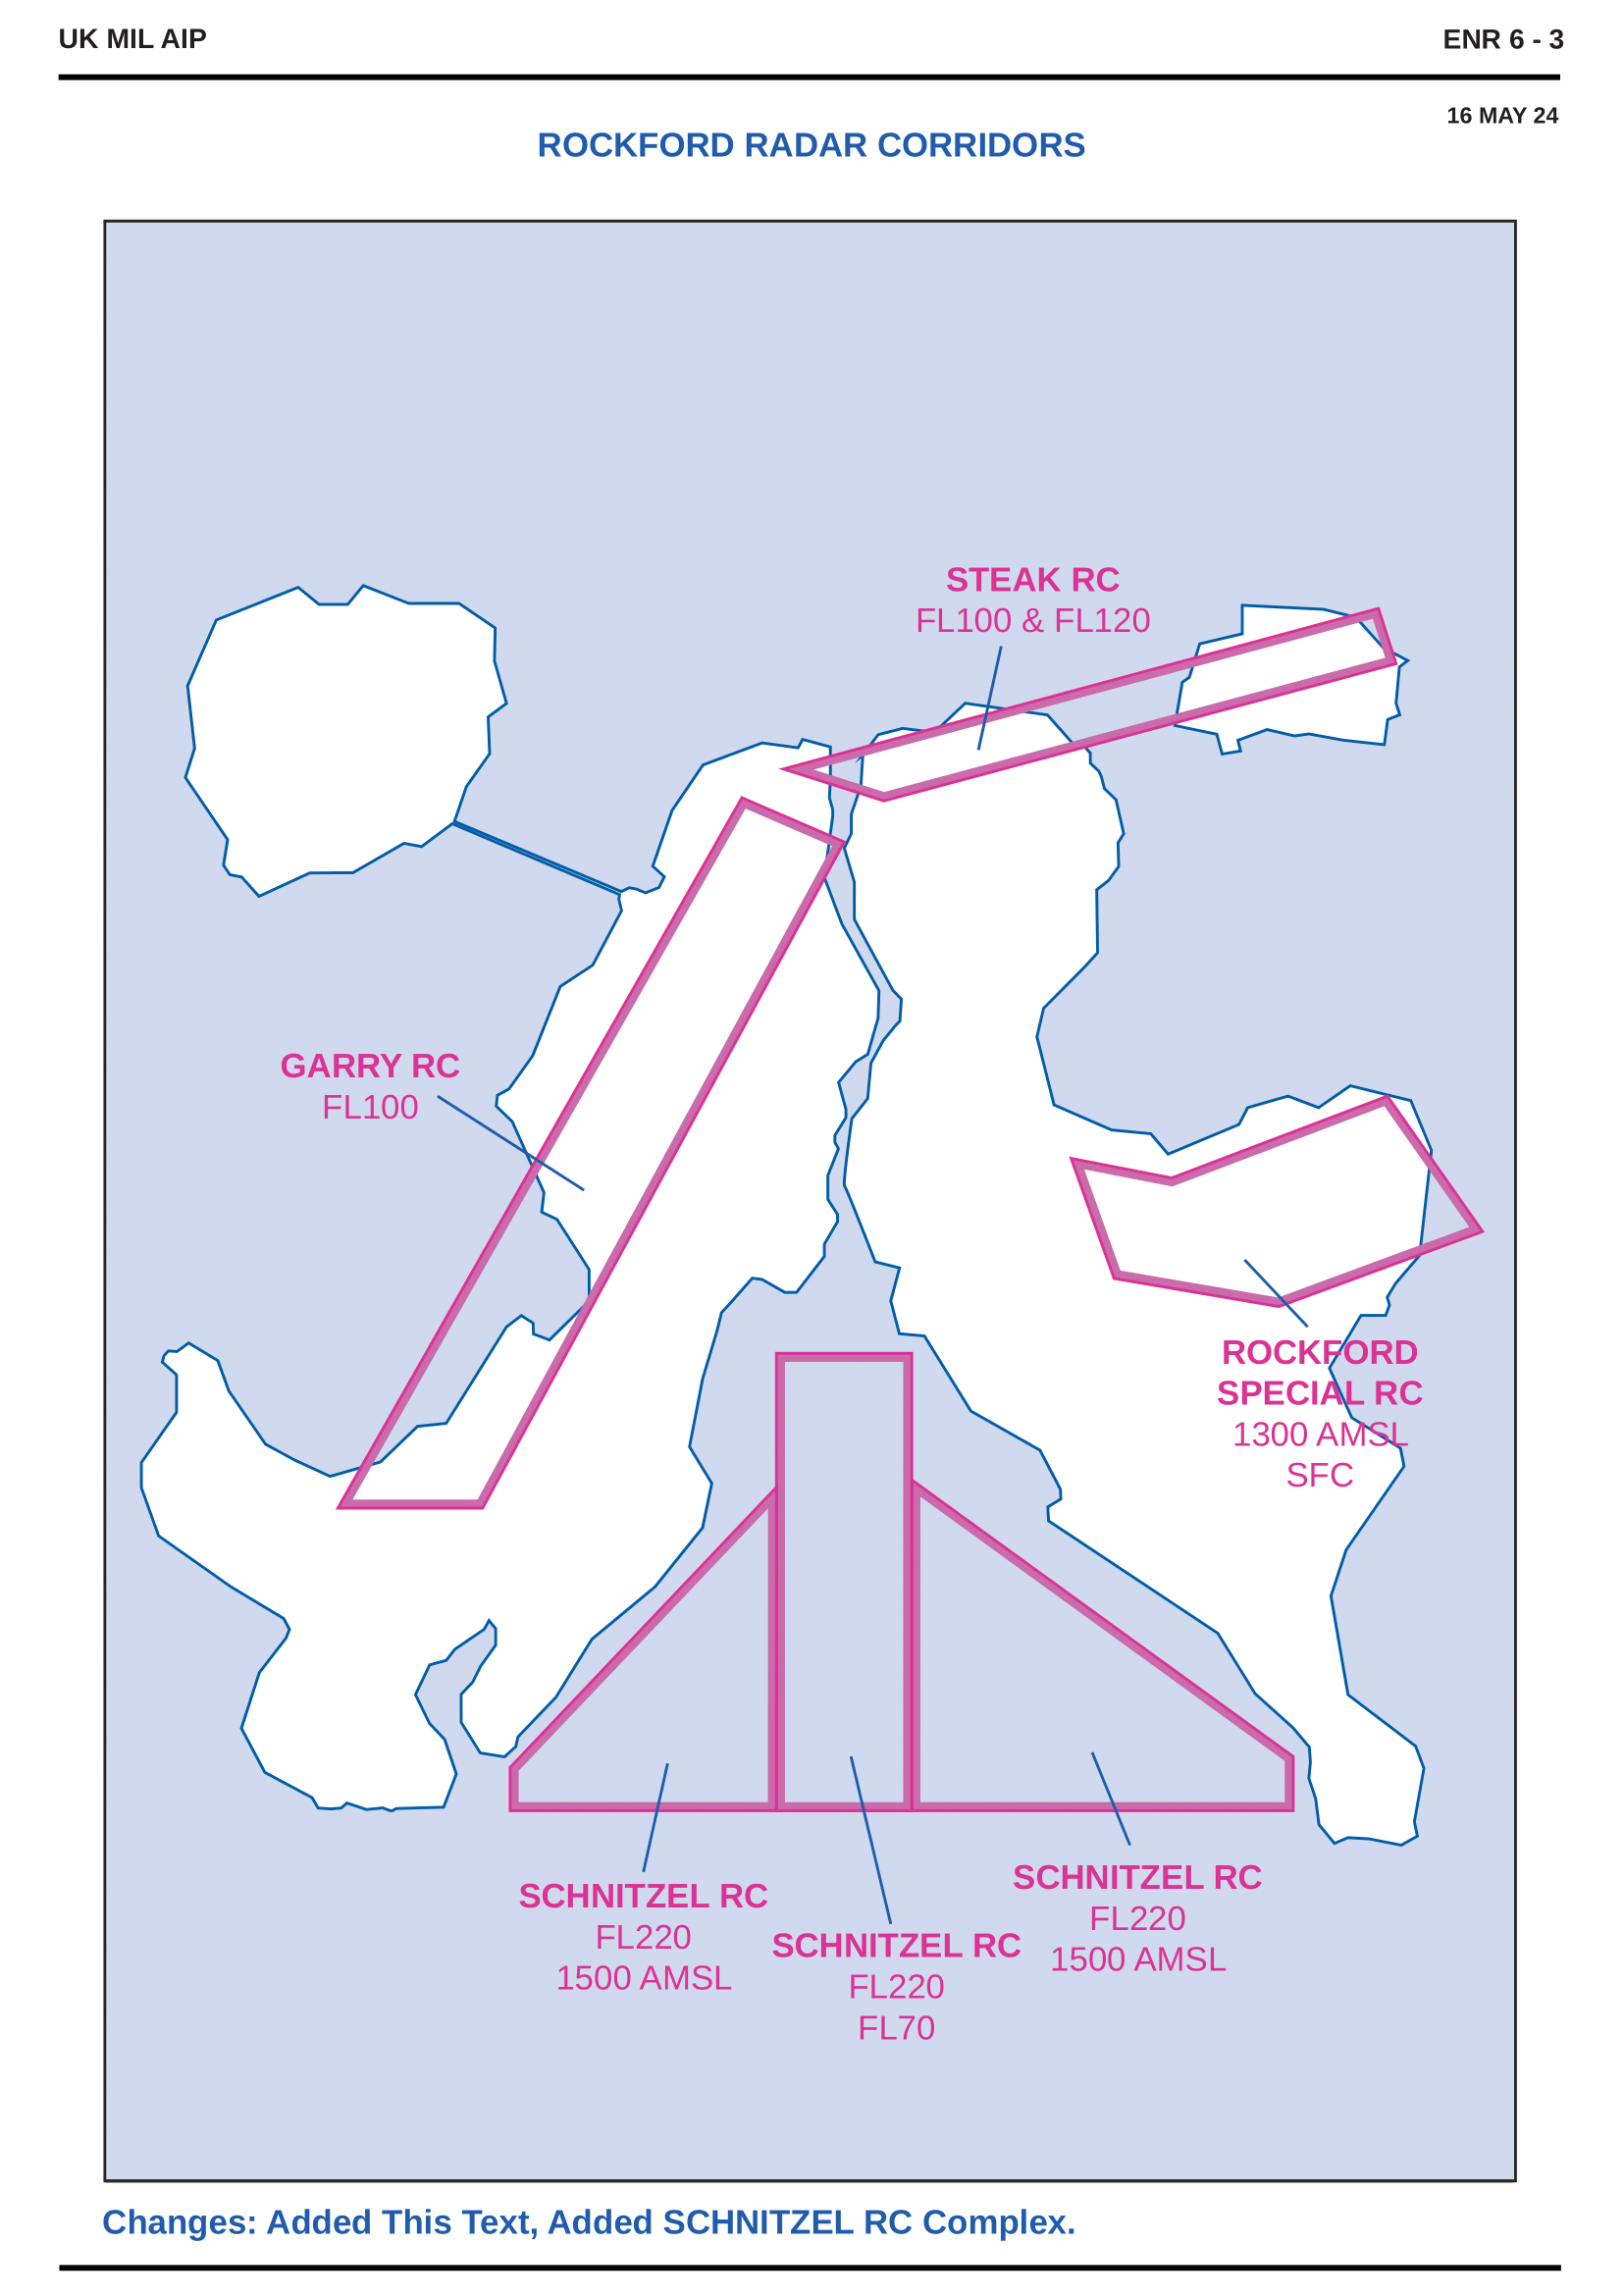 UK MIL AIP
ENR 6 - 3
16 MAY 24
ROCKFORD RADAR CORRIDORS
STEAK RC
FL100 & FL120
GARRY RC
FL100
ROCKFORD
SPECIAL RC
1300 AMSL
SFC
SCHNITZEL RC
FL220
1500 AMSL
SCHNITZEL RC
FL220
FL70
SCHNITZEL RC
FL220
1500 AMSL
Changes: Added This Text, Added SCHNITZEL RC Complex.